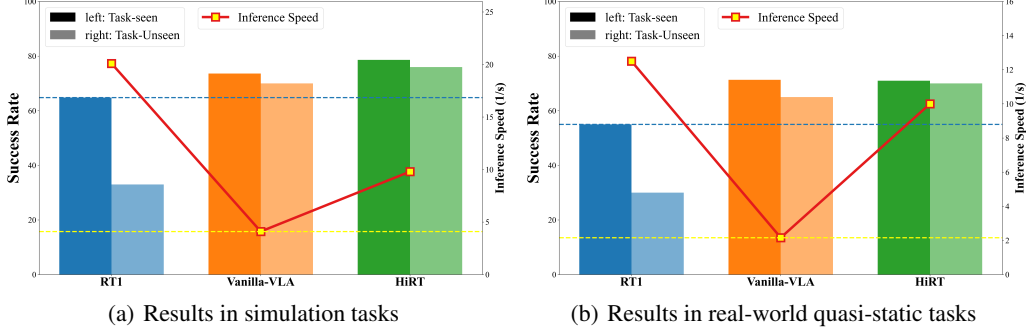 left: Task-seen
right: Task-Unseen
Inference Speed
Success Rate
100
80
60
40
20
0
25
20
15
10
5
0
Inference Speed (1/s)
RT1
Vanilla-VLA
HiRT
(a) Results in simulation tasks
left: Task-seen
right: Task-Unseen
Inference Speed
Success Rate
100
80
60
40
20
0
16
14
12
10
8
6
4
2
0
Inference Speed (1/s)
RT1
Vanilla-VLA
HiRT
(b) Results in real-world quasi-static tasks